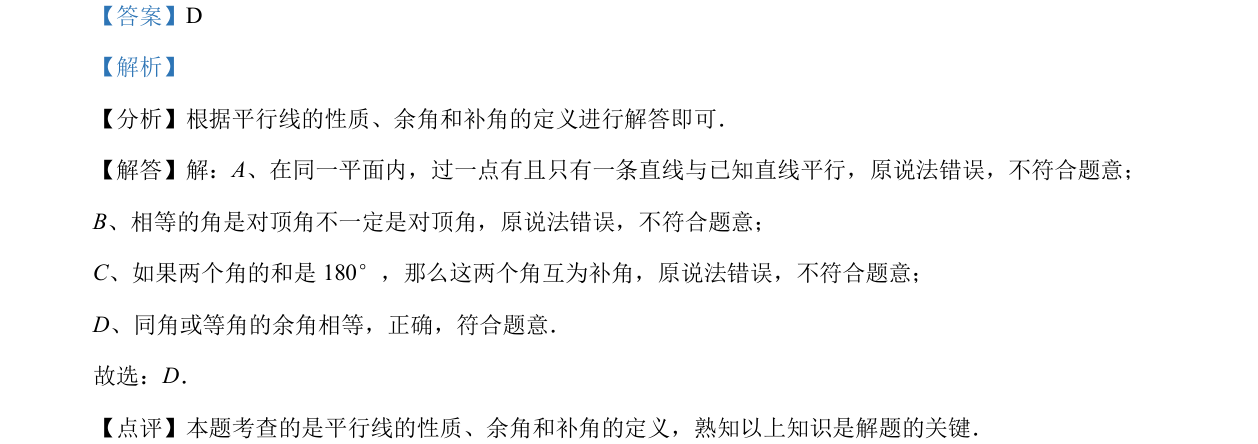 【答案】D
【解析】
【分析】根据平行线的性质、余角和补角的定义进行解答即可．
【解答】解：A、在同一平面内，过一点有且只有一条直线与已知直线平行，原说法错误，不符合题意；
B、相等的角是对顶角不一定是对顶角，原说法错误，不符合题意；
C、如果两个角的和是 180°，那么这两个角互为补角，原说法错误，不符合题意；
D、同角或等角的余角相等，正确，符合题意．
故选：D．
【点评】本题考查的是平行线的性质、余角和补角的定义，熟知以上知识是解题的关键．